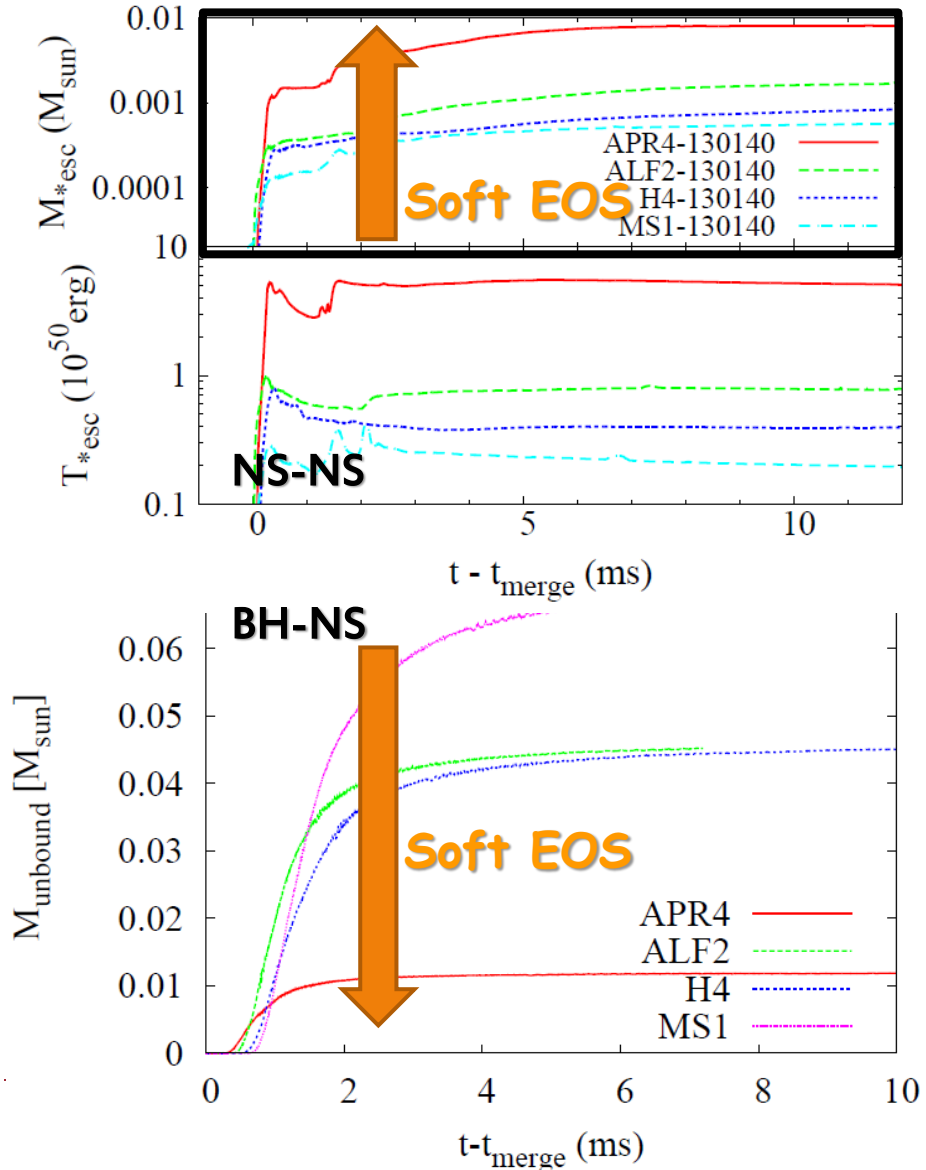 0.01
M*esc (Msun)
0.001
0.0001
APR4-130140
ALF2-130140
H4-130140
MS1-130140
Soft EOS
10
T*esc (10^50 erg)
1
0.1
NS-NS
0 5 10
t - tmerge (ms)
BH-NS
0.06
0.05
0.04
0.03
0.02
0.01
0
Munbound [Msun]
Soft EOS
APR4
ALF2
H4
MS1
0 2 4 6 8 10
t-tmerge (ms)